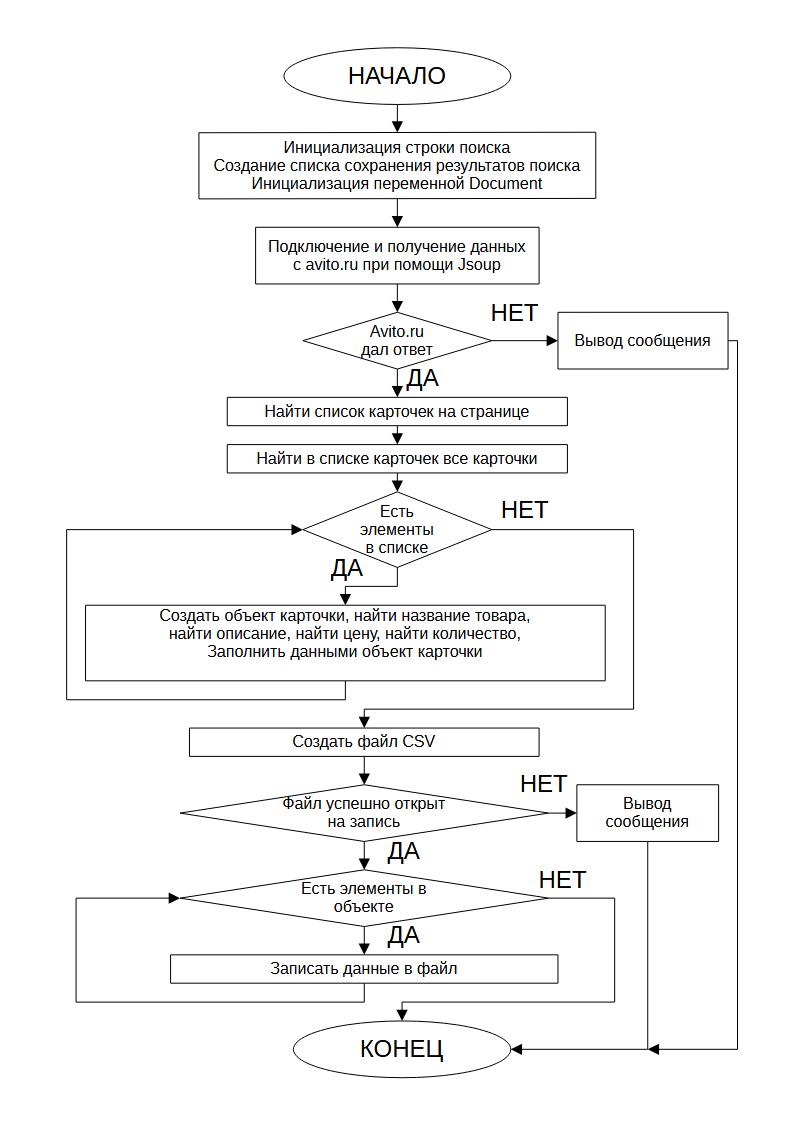 НАЧАЛО
Инициализация строки поиска
Создание списка сохранения результатов поиска
Инициализация переменной Document
Подключение и получение данных
с avito.ru при помощи Jsoup
Avito.ru
дал ответ
НЕТ
Вывод сообщения
ДА
Найти список карточек на странице
Найти в списке карточек все карточки
Есть
элементы
в списке
НЕТ
ДА
Создать объект карточки, найти название товара,
найти описание, найти цену, найти количество,
Заполнить данными объект карточки
Создать файл CSV
Файл успешно открыт
на запись
НЕТ
Вывод
сообщения
ДА
Есть элементы в
объекте
НЕТ
ДА
Записать данные в файл
КОНЕЦ